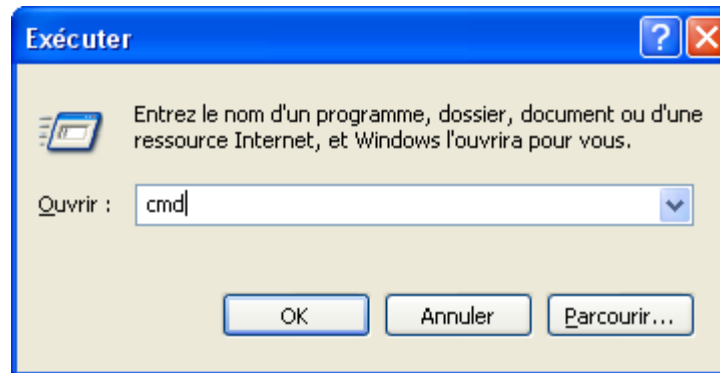 Exécuter
Entrez le nom d'un programme, dossier, document ou d'une
ressource Internet, et Windows l'ouvrira pour vous.
Ouvrir : cmd
OK Annuler Parcourir...